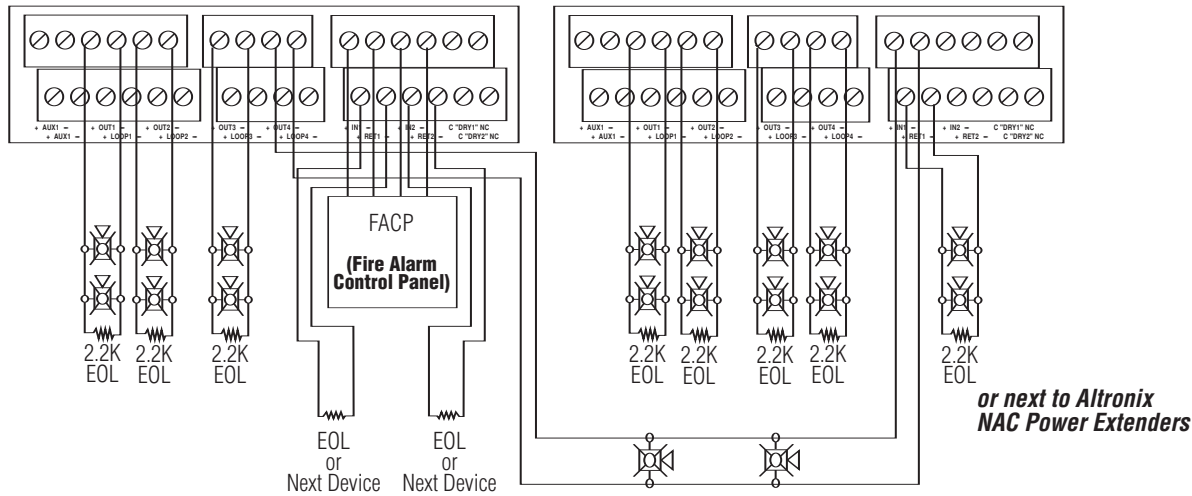 + AUX1 − + OUT1 − + OUT2 − + OUT3 − + OUT4 − + IN1 − + IN2 − C "DRY1" NC
+ AUX1 − + LOOP1 − + LOOP2 − + LOOP3 − + LOOP4 − + RET1 − + RET2 − C "DRY2" NC
+ AUX1 − + OUT1 − + OUT2 − + OUT3 − + OUT4 − + IN1 − + IN2 − C "DRY1" NC
+ AUX1 − + LOOP1 − + LOOP2 − + LOOP3 − + LOOP4 − + RET1 − + RET2 − C "DRY2" NC
FACP
(Fire Alarm
Control Panel)
2.2K
EOL
2.2K
EOL
2.2K
EOL
2.2K
EOL
2.2K
EOL
2.2K
EOL
2.2K
EOL
2.2K
EOL
or next to Altronix
NAC Power Extenders
EOL
or
Next Device
EOL
or
Next Device